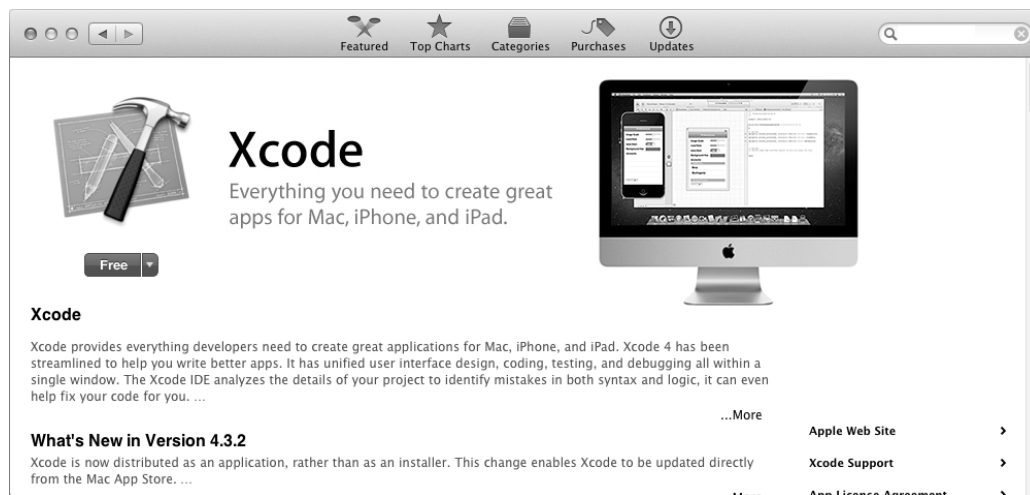 Featured Top Charts Categories Purchases Updates
Xcode
Everything you need to create great
apps for Mac, iPhone, and iPad.
Free
Xcode
Xcode provides everything developers need to create great applications for Mac, iPhone, and iPad. Xcode 4 has been
streamlined to help you write better apps. It has unified user interface design, coding, testing, and debugging all within a
single window. The Xcode IDE analyzes the details of your project to identify mistakes in both syntax and logic, it can even
help fix your code for you. ...
...More
What's New in Version 4.3.2
Xcode is now distributed as an application, rather than as an installer. This change enables Xcode to be updated directly
from the Mac App Store. ...
Apple Web Site
Xcode Support
App License Agreement